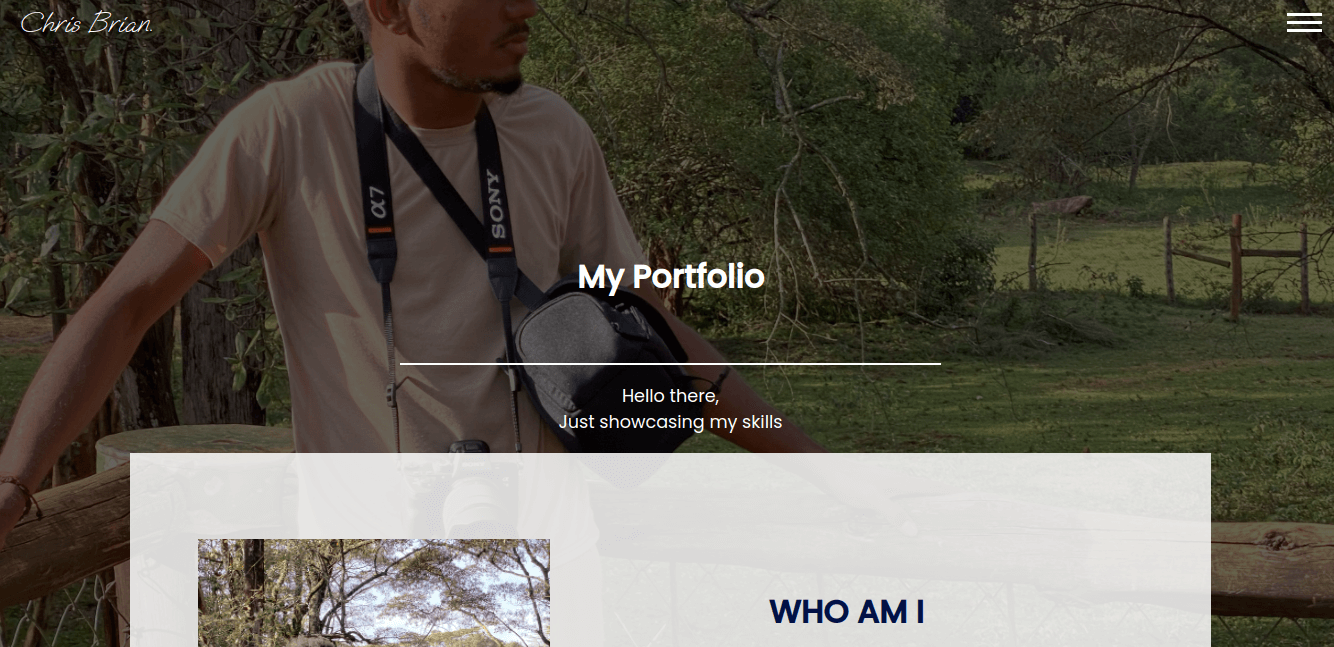 Chris Brian.
α7
SONY
My Portfolio
Hello there,
Just showcasing my skills
WHO AM I